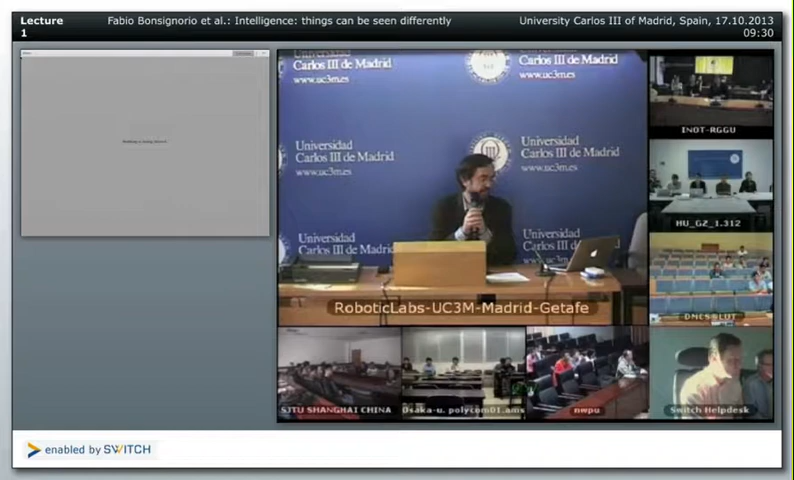 Lecture
1
Fabio Bonsignorio et al.: Intelligence: things can be seen differently
University Carlos III of Madrid, Spain, 17.10.2013
09:30
Universidad
Carlos III de Madrid
www.uc3m.es
Carlos III de Madrid
www.uc3m.es
Universidad
Carlos III de Madrid
www.uc3m.es
Universidad
Carlos III de Madrid
www.uc3m.es
Universidad
Carlos III de Madrid
Universidad
RoboticLabs-UC3M-Madrid-Getafe
INOT-RGGU
HU_GZ_1.312
SJTU SHANGHAI CHINA
Osaka-u. polycom01.ams
nwpu
Switch Helpdesk
enabled by SWITCH